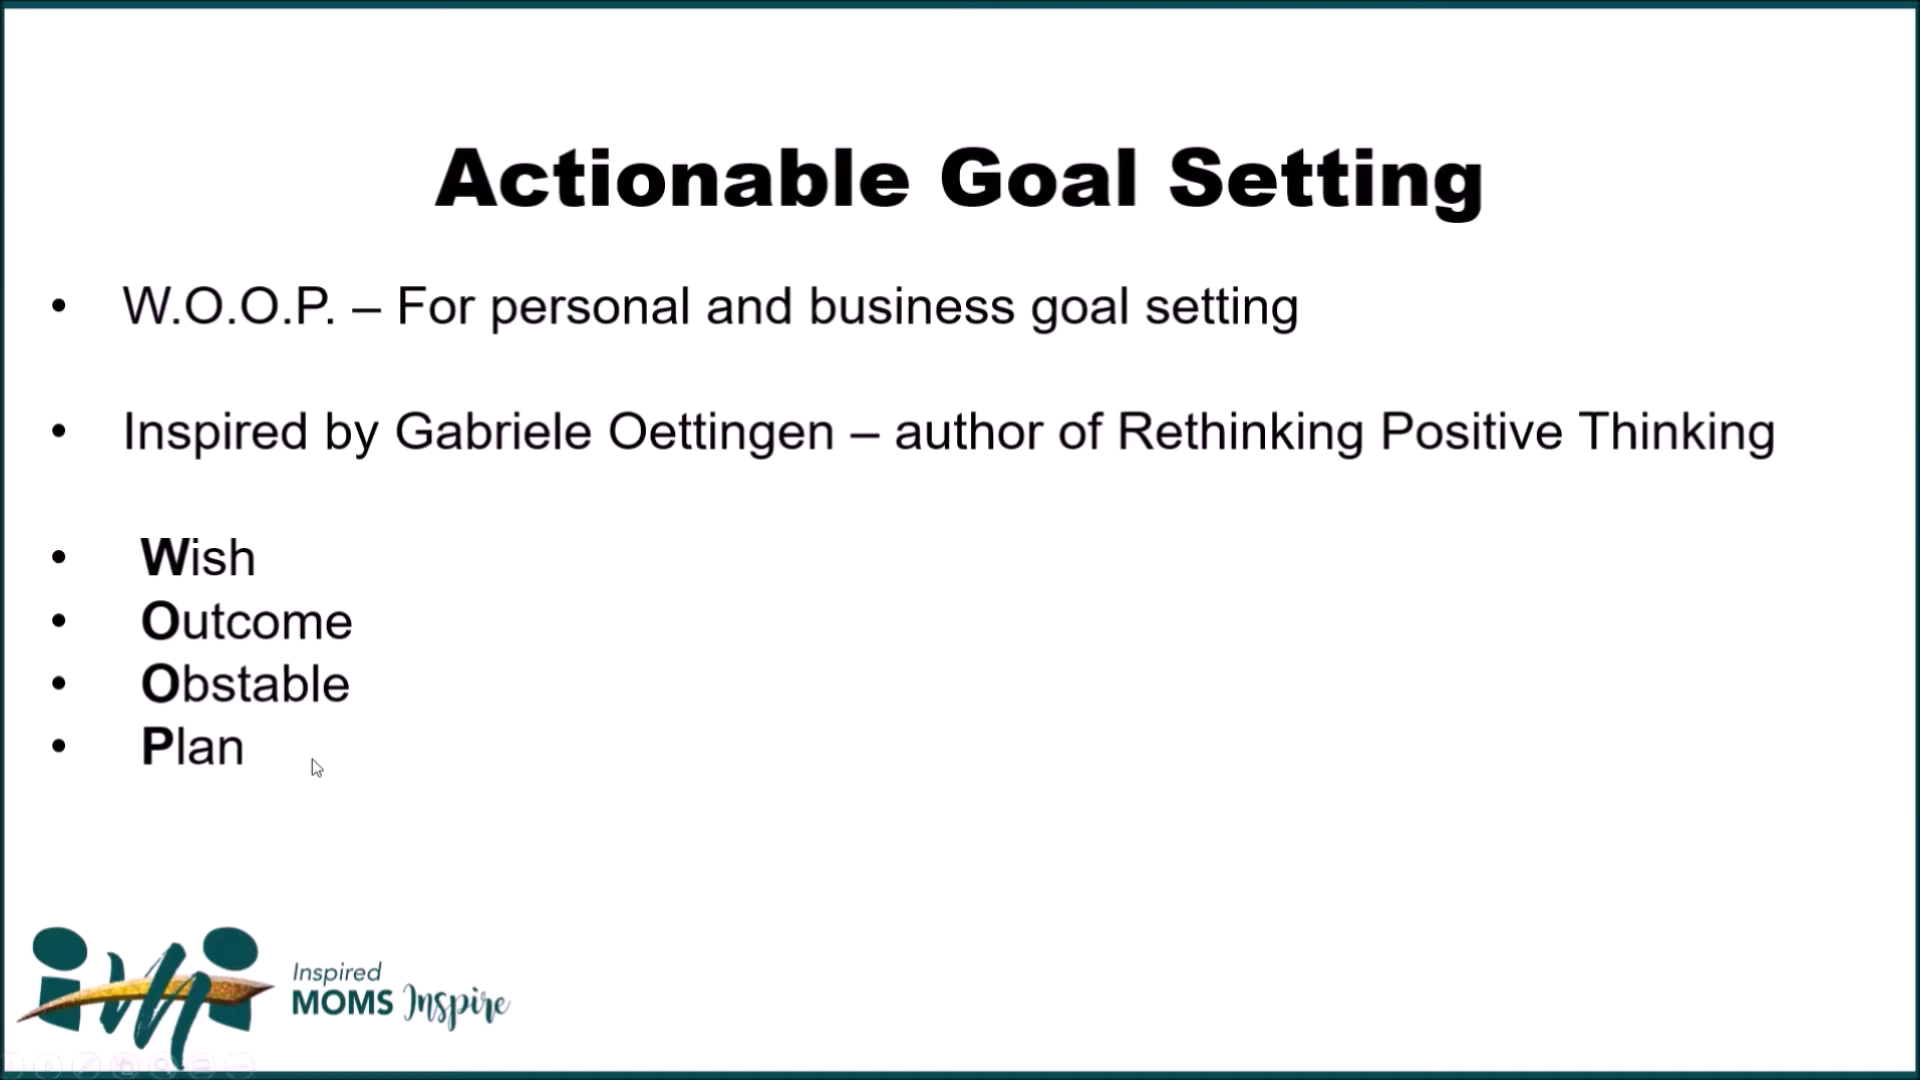 Actionable Goal Setting
• W.O.O.P. – For personal and business goal setting
• Inspired by Gabriele Oettingen – author of Rethinking Positive Thinking
• Wish
• Outcome
• Obstable
• Plan
imi
Inspired
MOMS Inspire